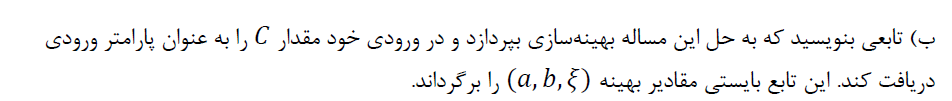 ب) تابعی بنویسید که به حل این مساله بهینه‌سازی بپردازد و در ورودی خود مقدار C را به عنوان پارامتر ورودی
دریافت کند. این تابع بایستی مقادیر بهینه (a, b, ξ) را برگرداند.